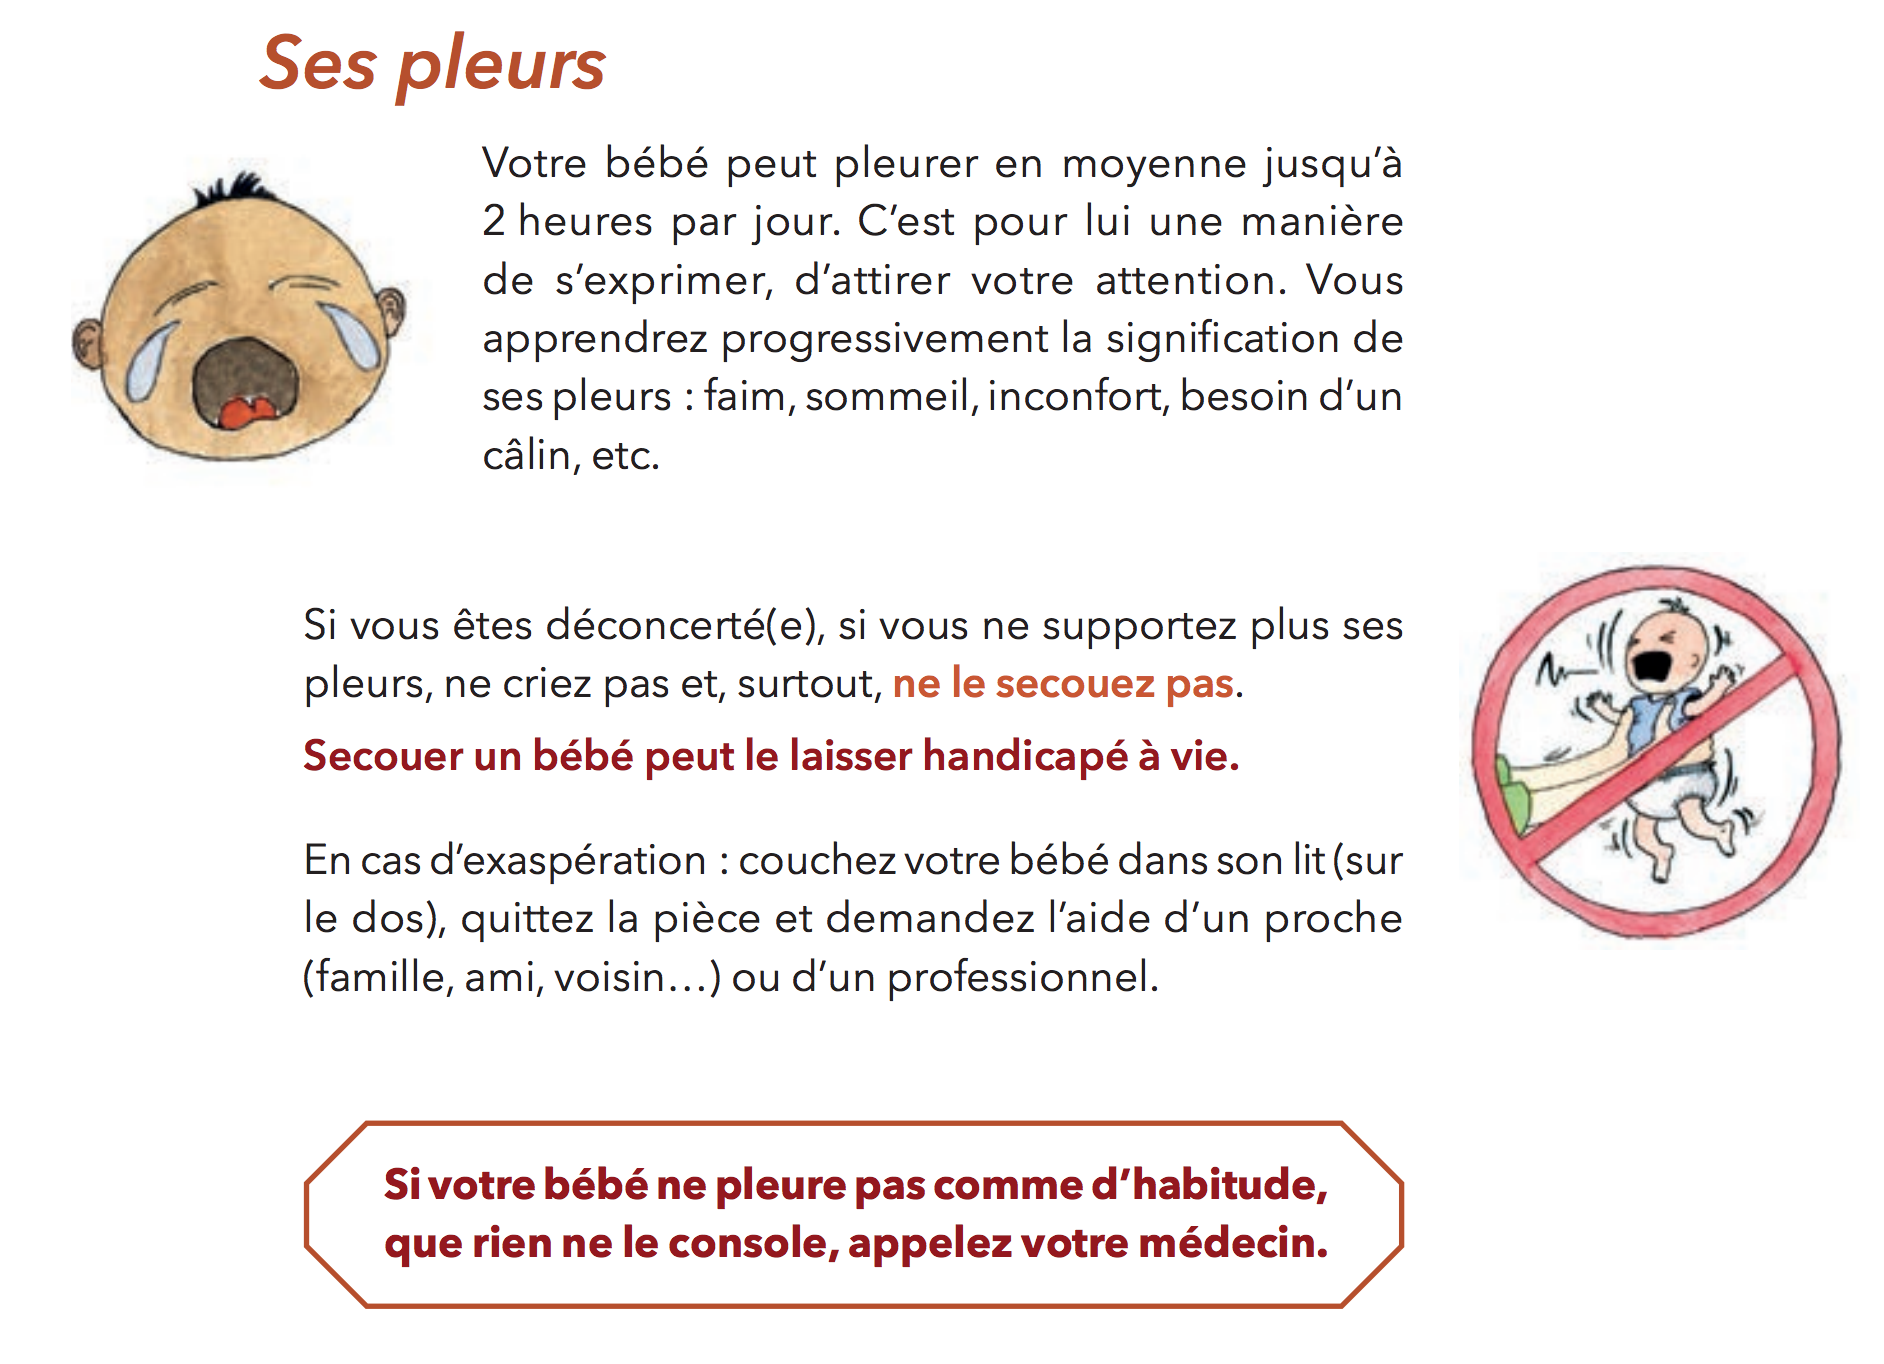 Ses pleurs
Votre bébé peut pleurer en moyenne jusqu’à
2 heures par jour. C’est pour lui une manière
de s’exprimer, d’attirer votre attention. Vous
apprendrez progressivement la signification de
ses pleurs : faim, sommeil, inconfort, besoin d’un
câlin, etc.
Si vous êtes déconcerté(e), si vous ne supportez plus ses
pleurs, ne criez pas et, surtout, ne le secouez pas.
Secouer un bébé peut le laisser handicapé à vie.
En cas d’exaspération : couchez votre bébé dans son lit (sur
le dos), quittez la pièce et demandez l’aide d’un proche
(famille, ami, voisin…) ou d’un professionnel.
Si votre bébé ne pleure pas comme d’habitude,
que rien ne le console, appelez votre médecin.